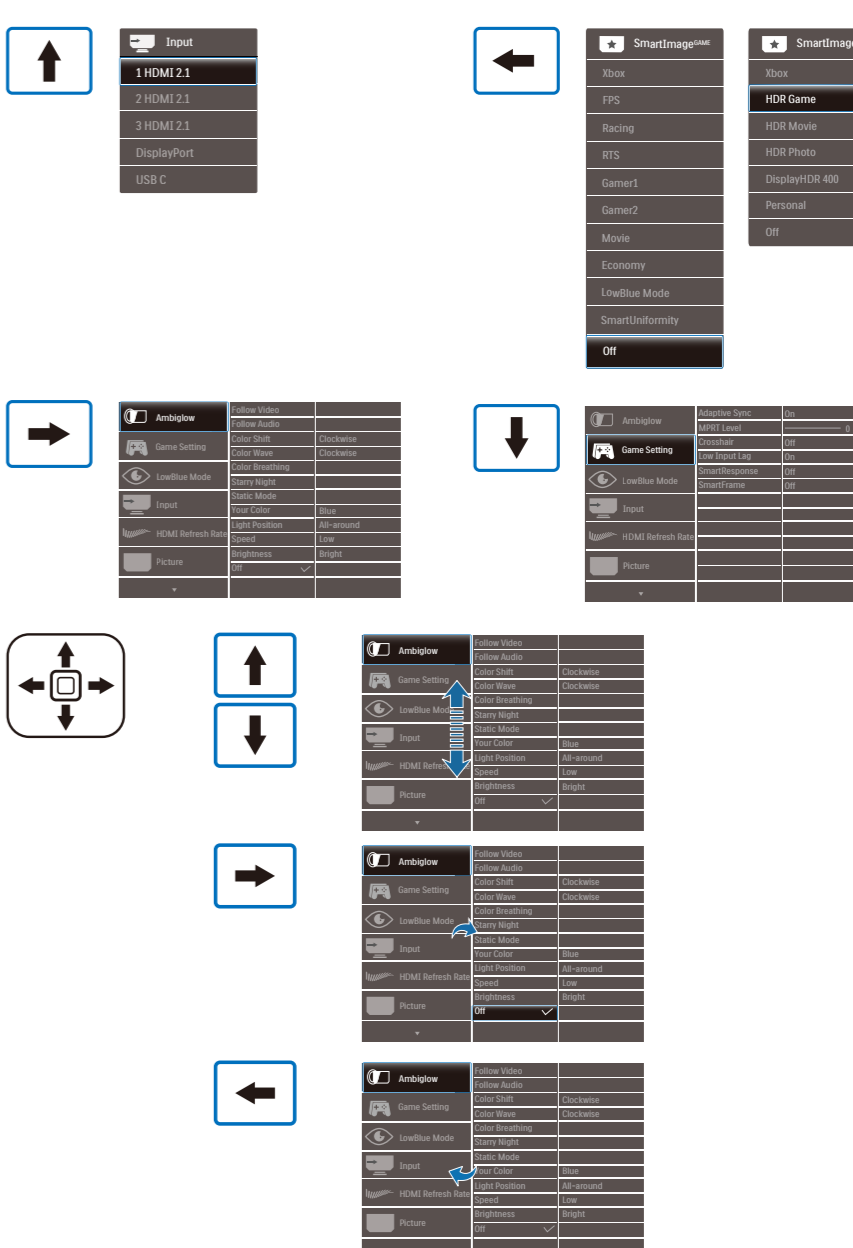 Input
1 HDMI 2.1
2 HDMI 2.1
3 HDMI 2.1
DisplayPort
USB C
SmartImageGAME
Xbox
FPS
Racing
RTS
Gamer1
Gamer2
Movie
Economy
LowBlue Mode
SmartUniformity
Off
SmartImage
Xbox
HDR Game
HDR Movie
HDR Photo
DisplayHDR 400
Personal
Off
Ambiglow
Game Setting
LowBlue Mode
Input
HDMI Refresh Rate
Picture
Follow Video
Follow Audio
Color Shift Clockwise
Color Wave Clockwise
Color Breathing
Starry Night
Static Mode
Your Color Blue
Light Position All-around
Speed Low
Brightness Bright
Off
Ambiglow
Game Setting
LowBlue Mode
Input
HDMI Refresh Rate
Picture
Adaptive Sync On
MPRT Level 0
Crosshair Off
Low Input Lag On
SmartResponse Off
SmartFrame Off
Ambiglow
Game Setting
LowBlue Mode
Input
HDMI Refresh
Picture
Follow Video
Follow Audio
Color Shift Clockwise
Color Wave Clockwise
Color Breathing
Starry Night
Static Mode
Your Color Blue
Light Position All-around
Speed Low
Brightness Bright
Off
Ambiglow
Game Setting
LowBlue Mode
Input
HDMI Refresh Rate
Picture
Follow Video
Follow Audio
Color Shift Clockwise
Color Wave Clockwise
Color Breathing
Starry Night
Static Mode
Your Color Blue
Light Position All-around
Speed Low
Brightness Bright
Off
Ambiglow
Game Setting
LowBlue Mode
Input
HDMI Refresh Rate
Picture
Follow Video
Follow Audio
Color Shift Clockwise
Color Wave Clockwise
Color Breathing
Starry Night
Static Mode
Your Color Blue
Light Position All-around
Speed Low
Brightness Bright
Off